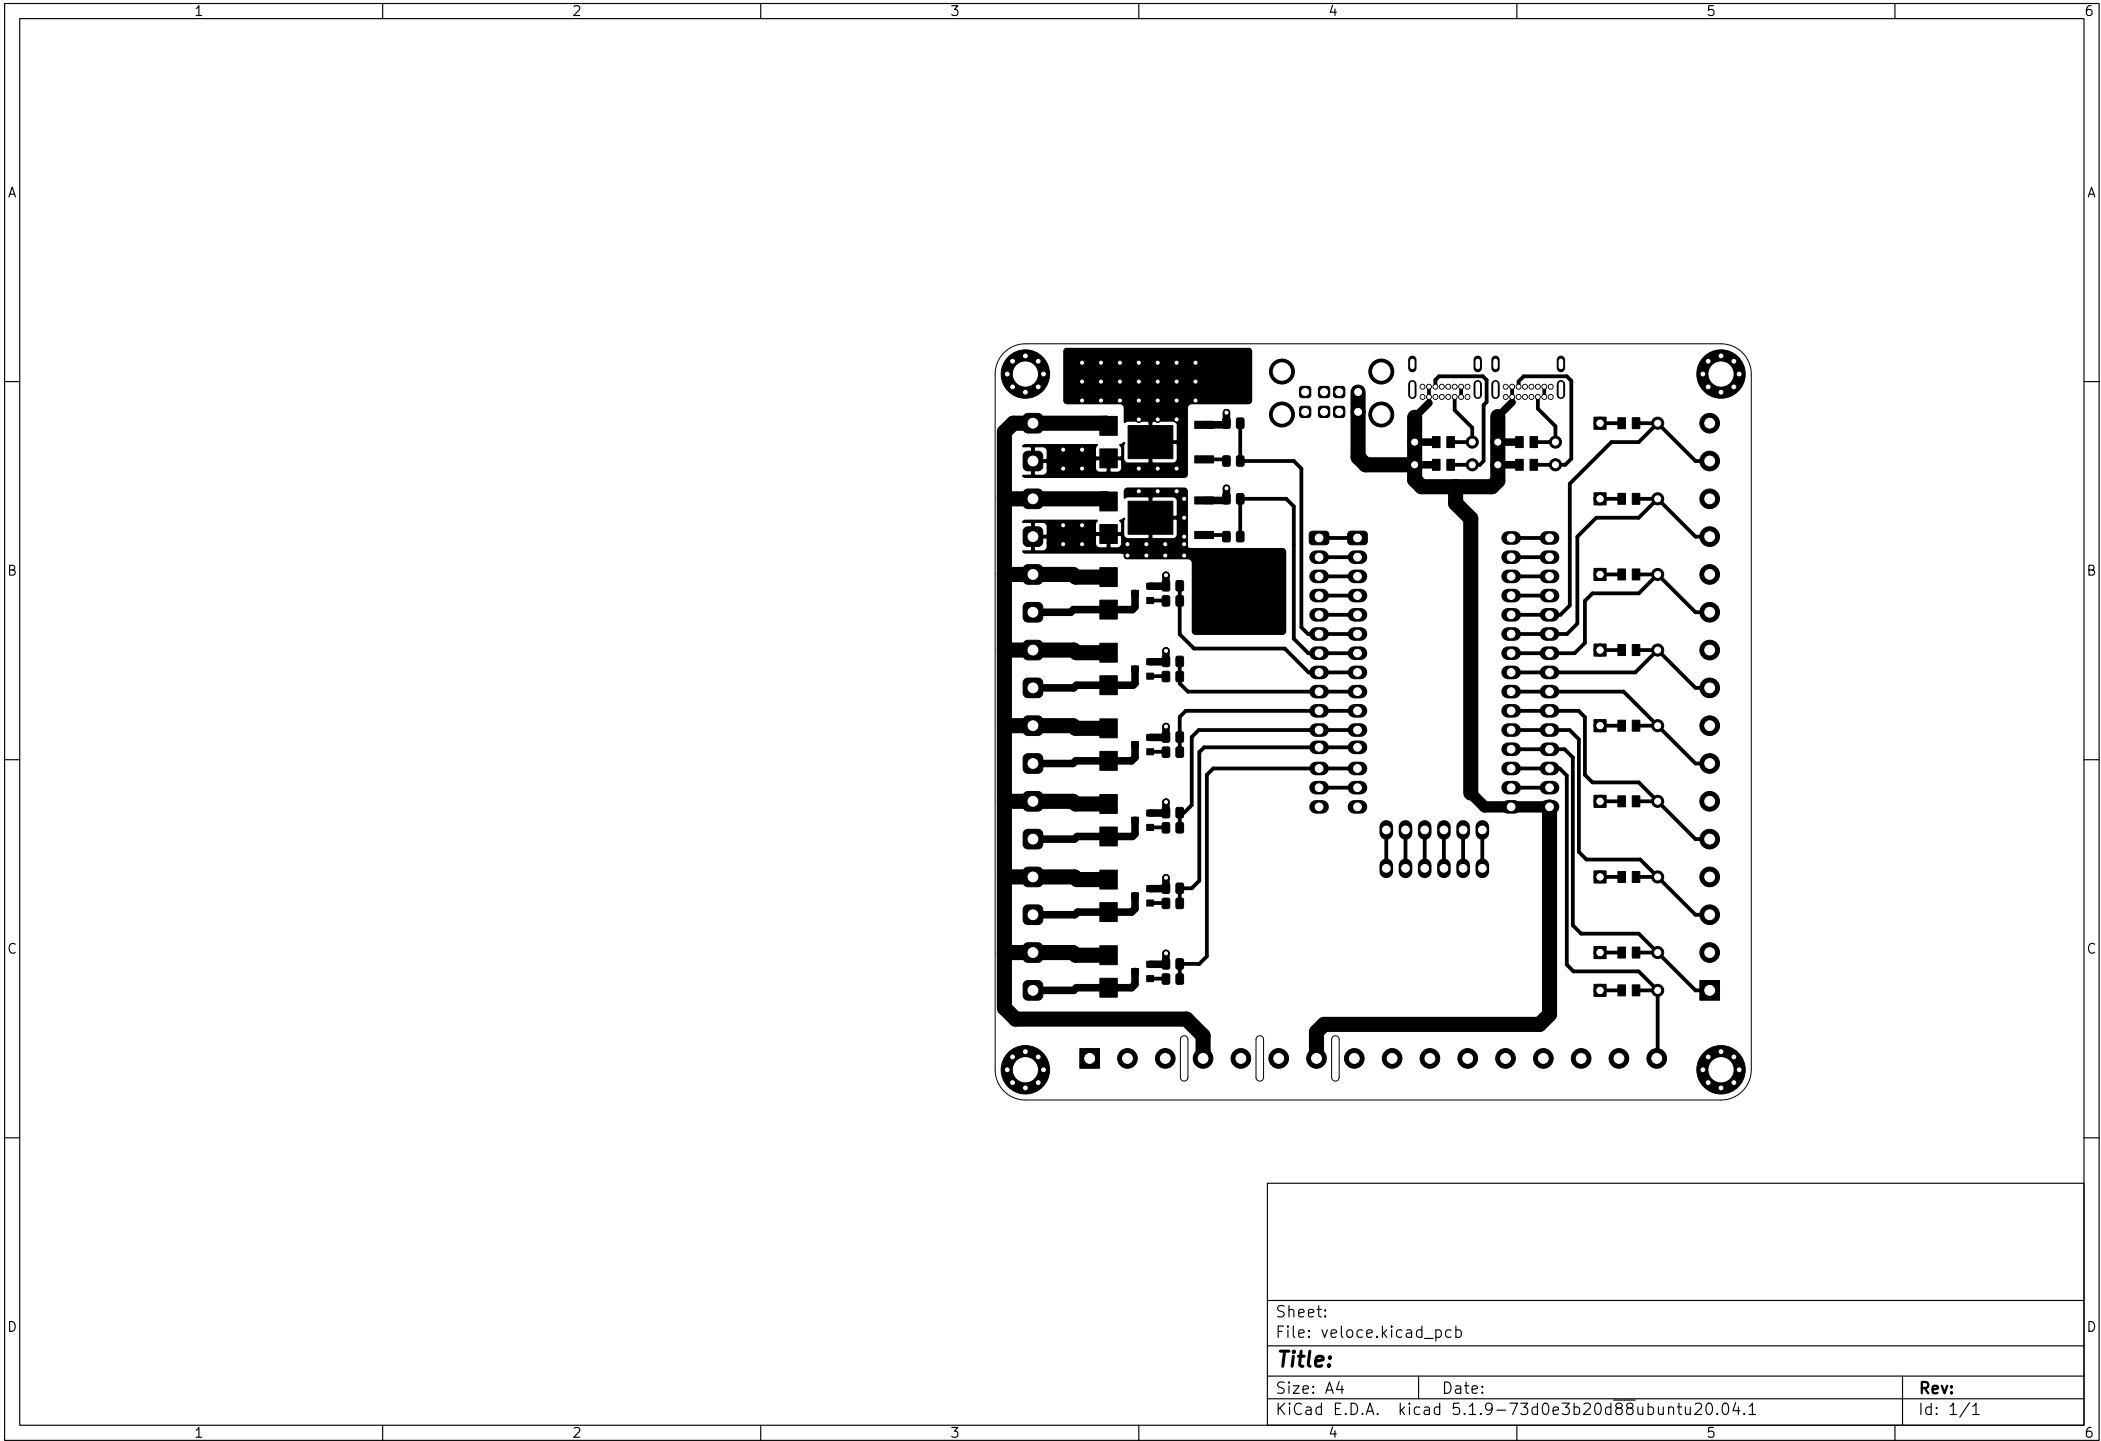 1 2 3 4 5 6
A A
B B
C C
D D
Sheet:
File: veloce.kicad_pcb
Title:
Size: A4 Date: Rev:
KiCad E.D.A. kicad 5.1.9-73d0e3b20d88ubuntu20.04.1 Id: 1/1
1 2 3 4 5 6